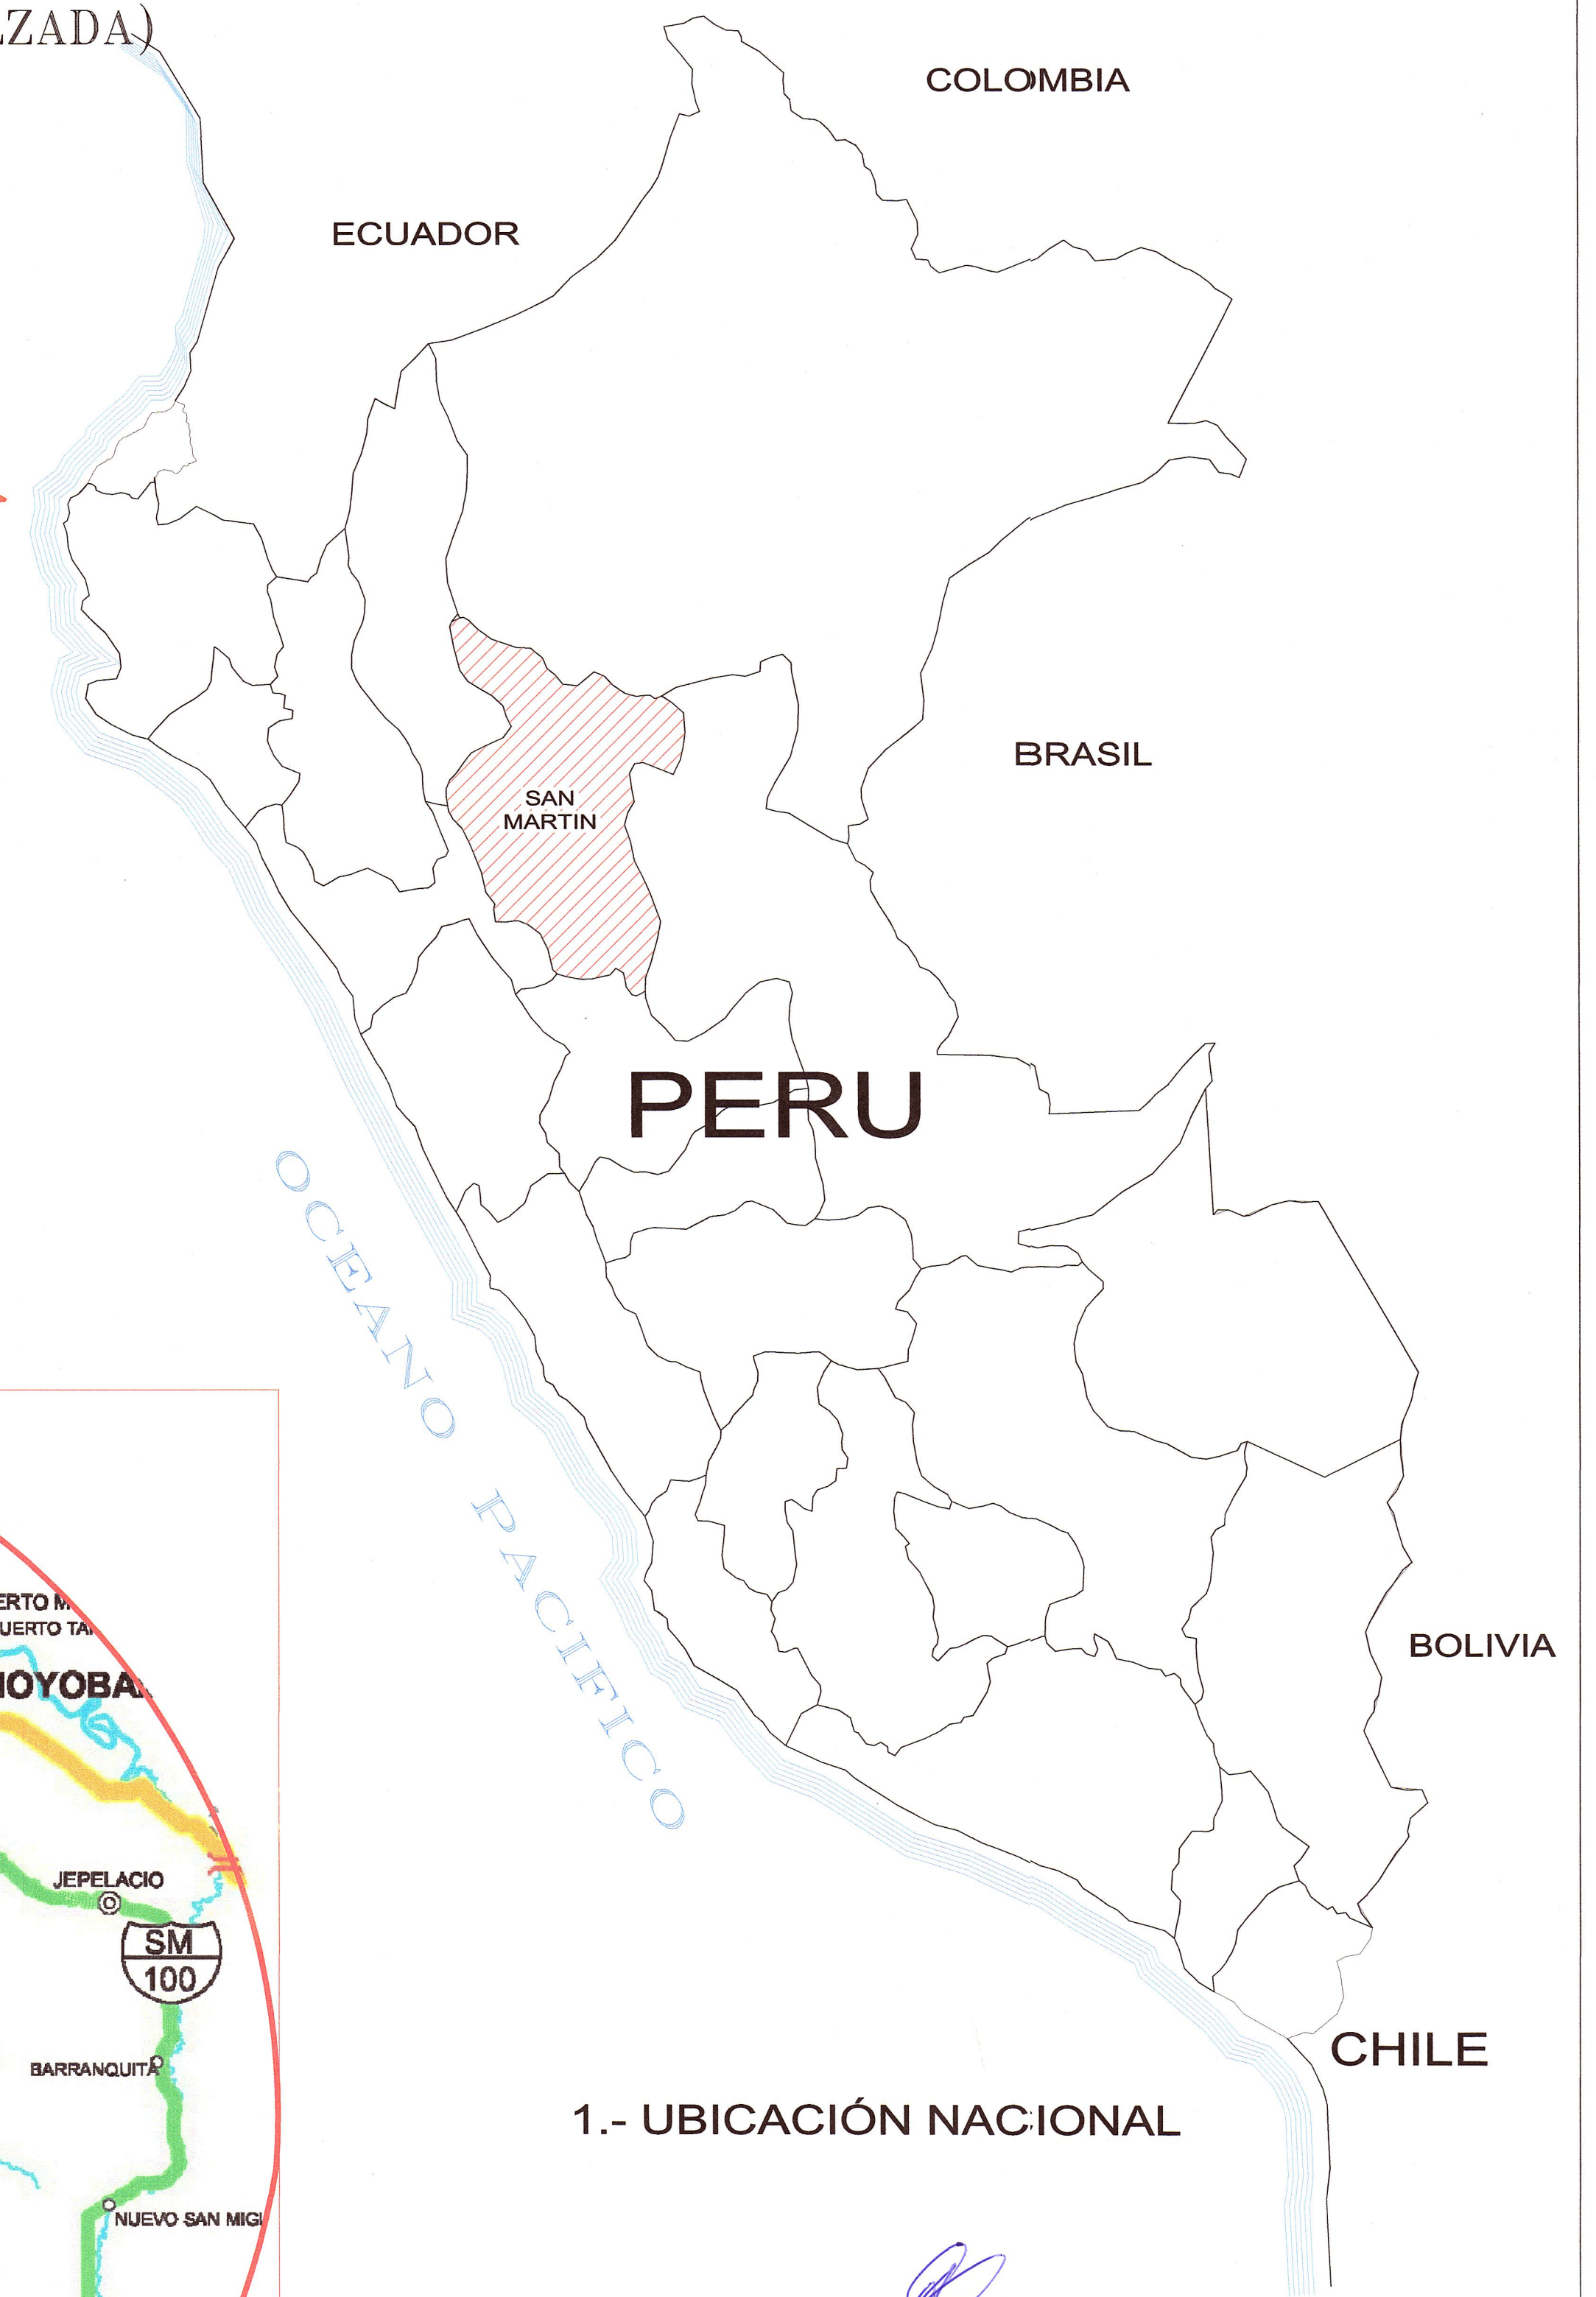 ZADA)
COLOMBIA
ECUADOR
BRASIL
SAN
MARTIN
PERU
OCEANO PACIFICO
BOLIVIA
JEPELACIO
SM
100
BARRANQUITA
CHILE
1.- UBICACIÓN NACIONAL
NUEVO SAN MIGU